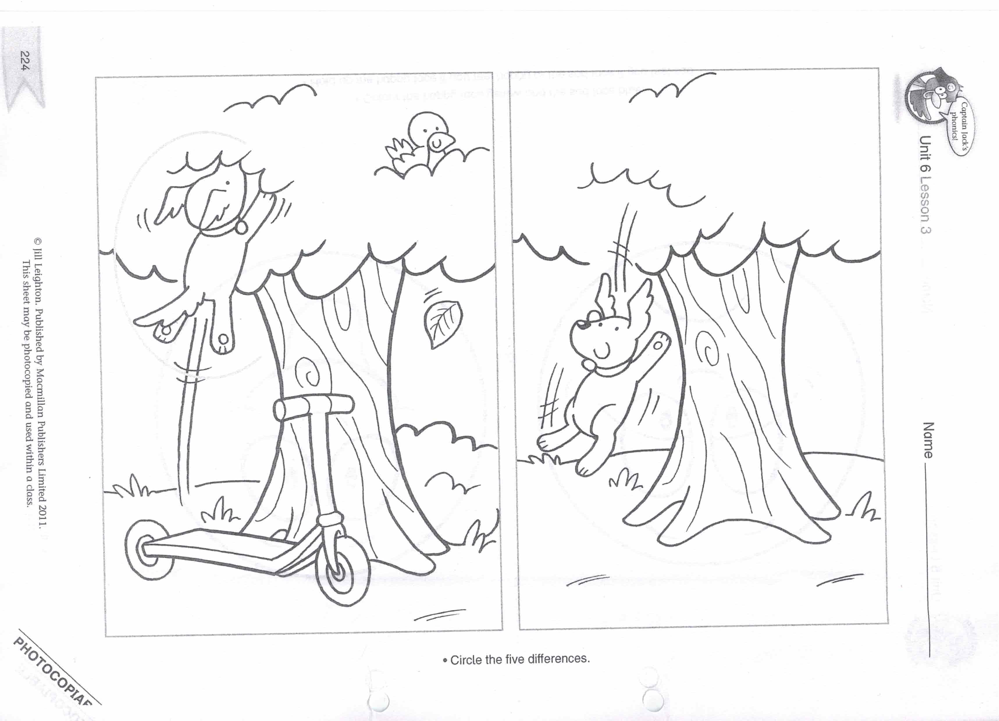 Captain Jack's
phonics!
Unit 6 Lesson 3
Name
• Circle the five differences.
224
© Jill Leighton. Published by Macmillan Publishers Limited 2011.
This sheet may be photocopied and used within a class.